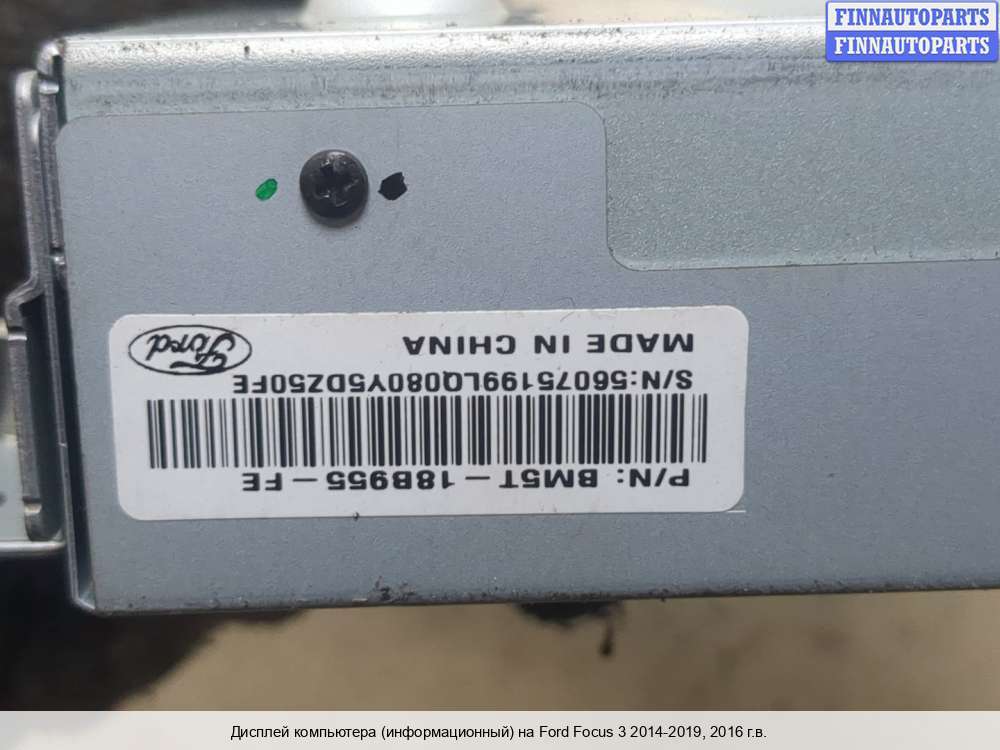 FINNAUTOPARTS
FINNAUTOPARTS
P/N: BM5T-18B955-FE
S/N:56075199LQ080Y5DZ50FE
MADE IN CHINA
Ford
Дисплей компьютера (информационный) на Ford Focus 3 2014-2019, 2016 г.в.